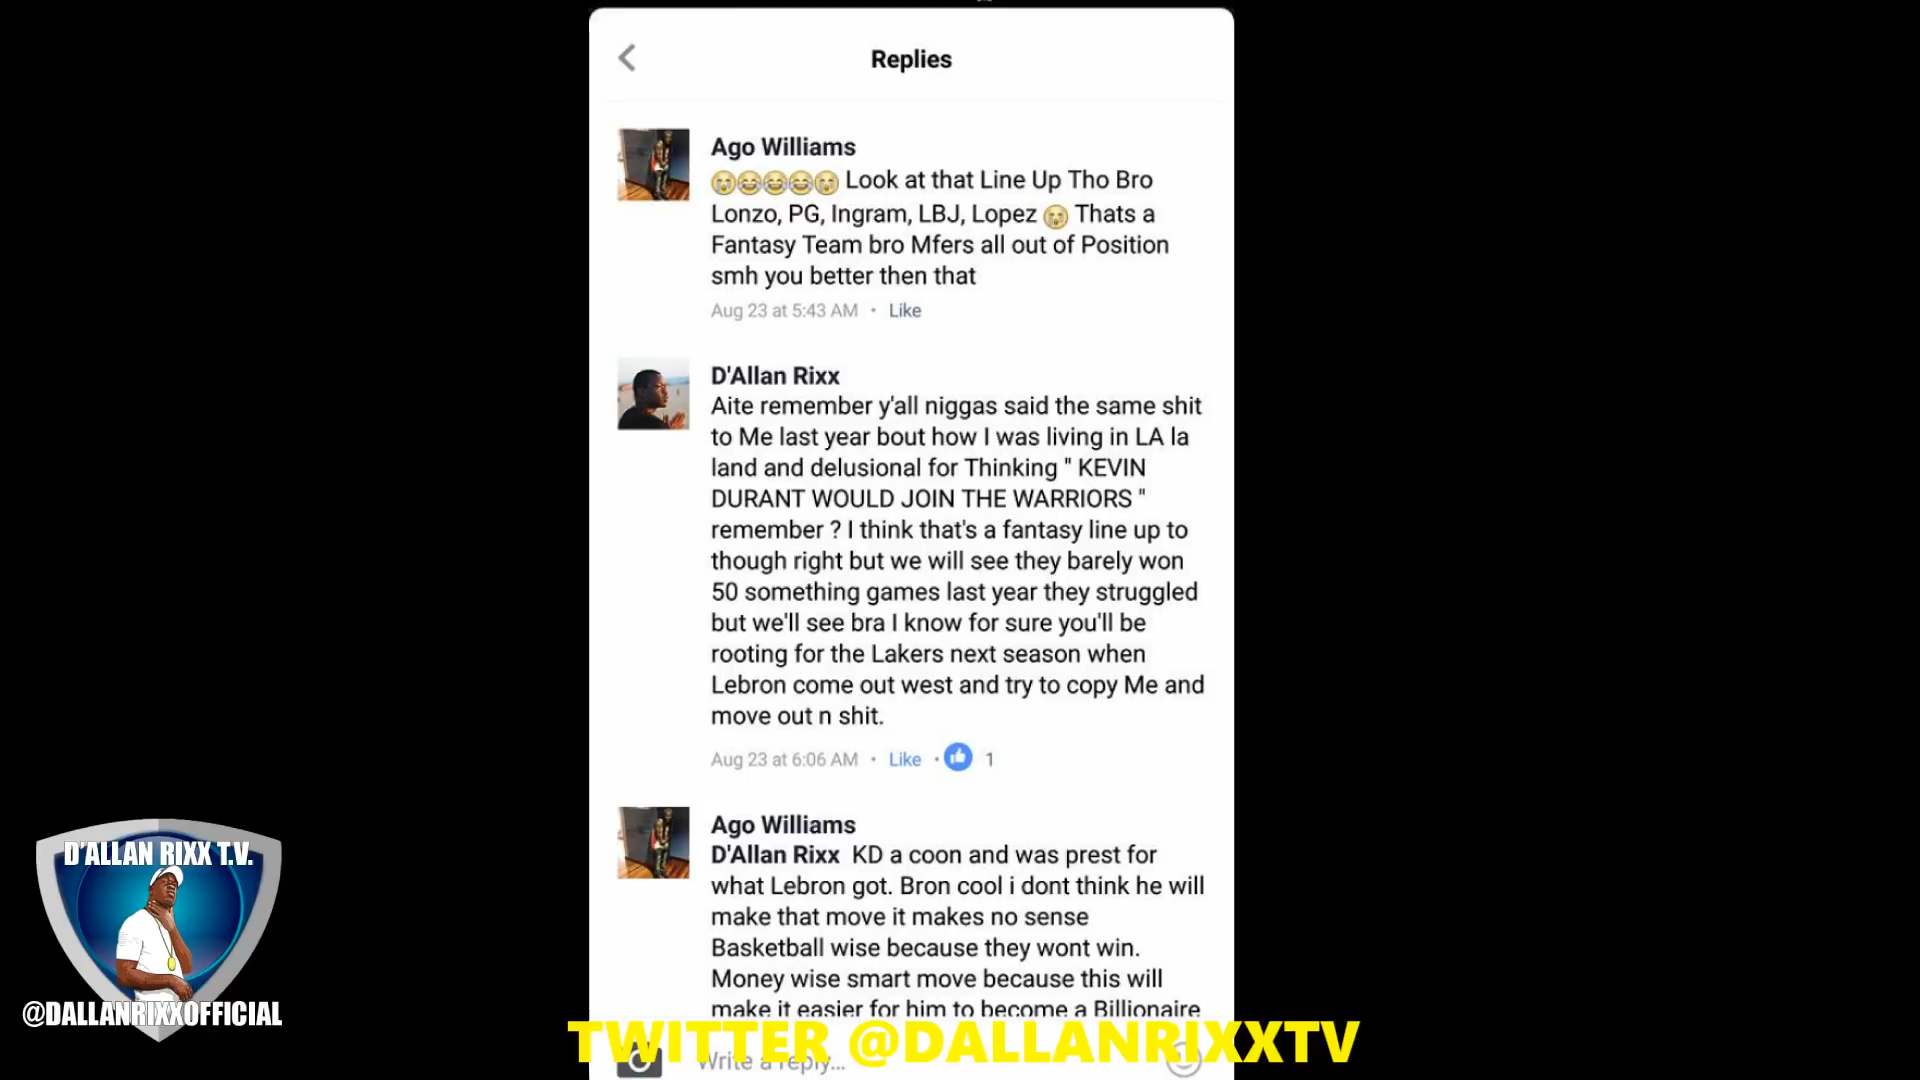 Replies
Ago Williams
😭😂😂😂😭 Look at that Line Up Tho Bro
Lonzo, PG, Ingram, LBJ, Lopez 😭 Thats a
Fantasy Team bro Mfers all out of Position
smh you better then that
Aug 23 at 5:43 AM • Like
D'Allan Rixx
Aite remember y'all niggas said the same shit
to Me last year bout how I was living in LA la
land and delusional for Thinking " KEVIN
DURANT WOULD JOIN THE WARRIORS "
remember ? I think that's a fantasy line up to
though right but we will see they barely won
50 something games last year they struggled
but we'll see bra I know for sure you'll be
rooting for the Lakers next season when
Lebron come out west and try to copy Me and
move out n shit.
Aug 23 at 6:06 AM • Like • 1
Ago Williams
D'Allan Rixx KD a coon and was prest for
what Lebron got. Bron cool i dont think he will
make that move it makes no sense
Basketball wise because they wont win.
Money wise smart move because this will
make it easier for him to become a Billionaire
Write a reply...
D'ALLAN RIXX T.V.
@DALLANRIXXOFFICIAL
TWITTER @DALLANRIXXTV